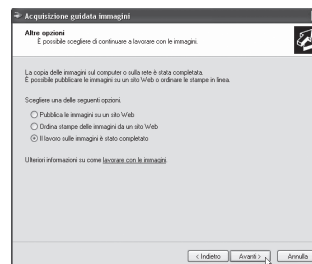 Acquisizione guidata immagini
Altre opzioni
È possibile scegliere di continuare a lavorare con le immagini.
La copia delle immagini sul computer o sulla rete è stata completata.
È possibile pubblicare le immagini su un sito Web o ordinare le stampe in linea.
Scegliere una delle seguenti opzioni.
Pubblica le immagini su un sito Web
Ordina stampe delle immagini da un sito Web
Il lavoro sulle immagini è stato completato
Ulteriori informazioni su come lavorare con le immagini.
< Indietro Avanti > Annulla